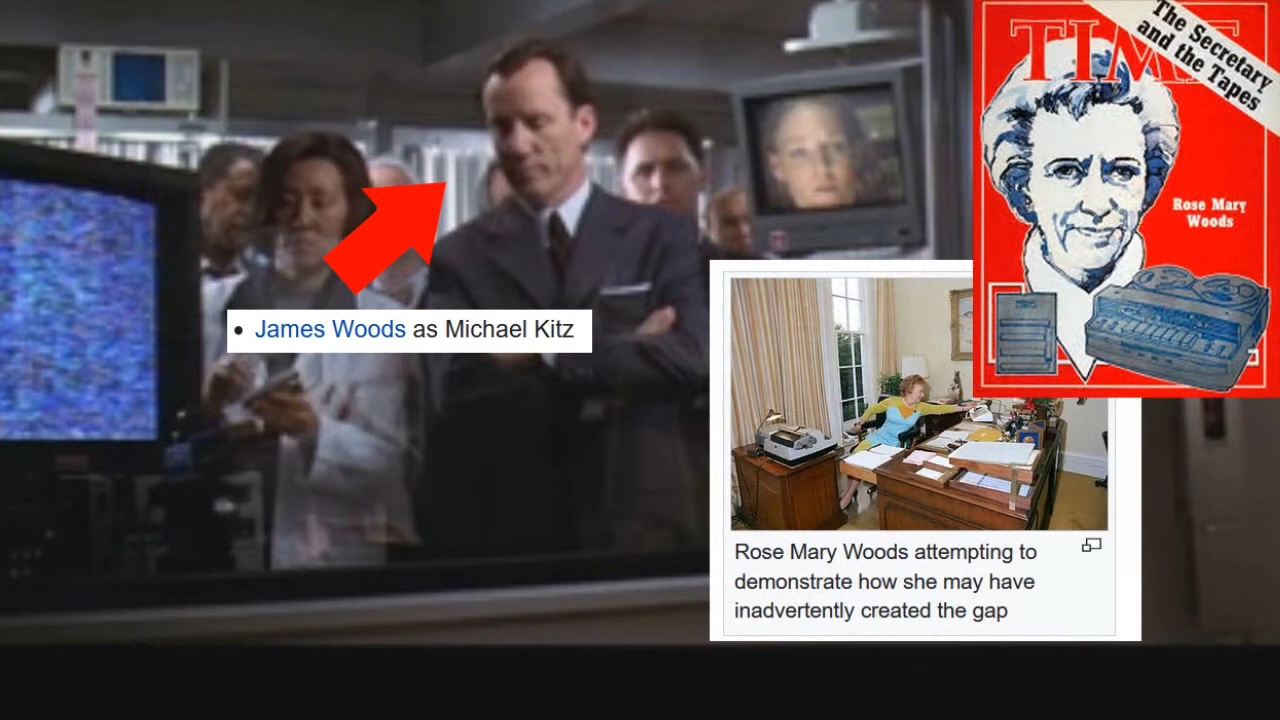 TIME
The Secretary
and the Tapes
Rose Mary
Woods
• James Woods as Michael Kitz
Rose Mary Woods attempting to
demonstrate how she may have
inadvertently created the gap